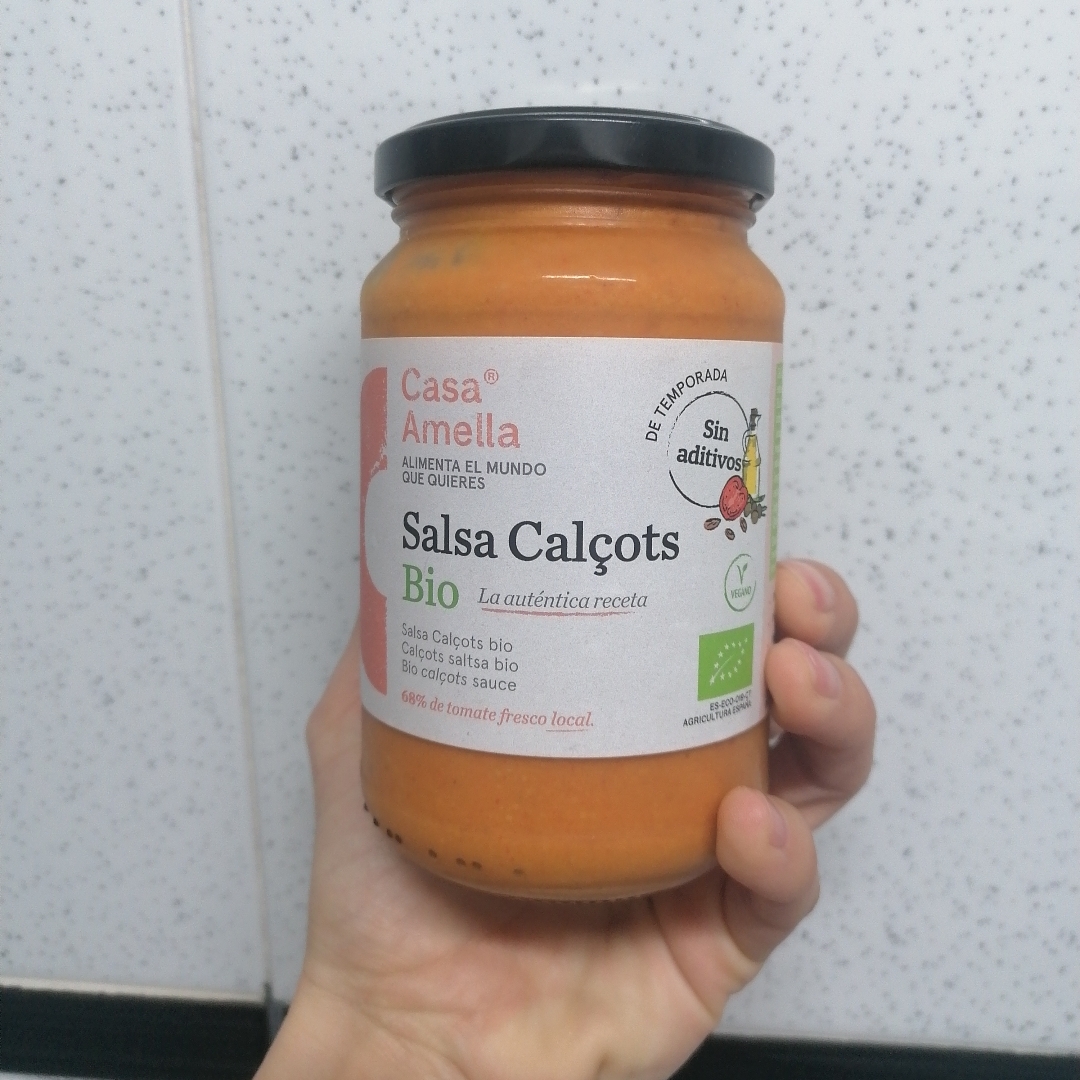 Casa®
Amella
ALIMENTA EL MUNDO
QUE QUIERES
DE TEMPORADA
Sin
aditivos
Salsa Calçots
Bio
La auténtica receta
VEGANO
Salsa Calçots bio
Calçots saltsa bio
Bio calçots sauce
68% de tomate fresco local.
AGRICULTURA ESPAÑA